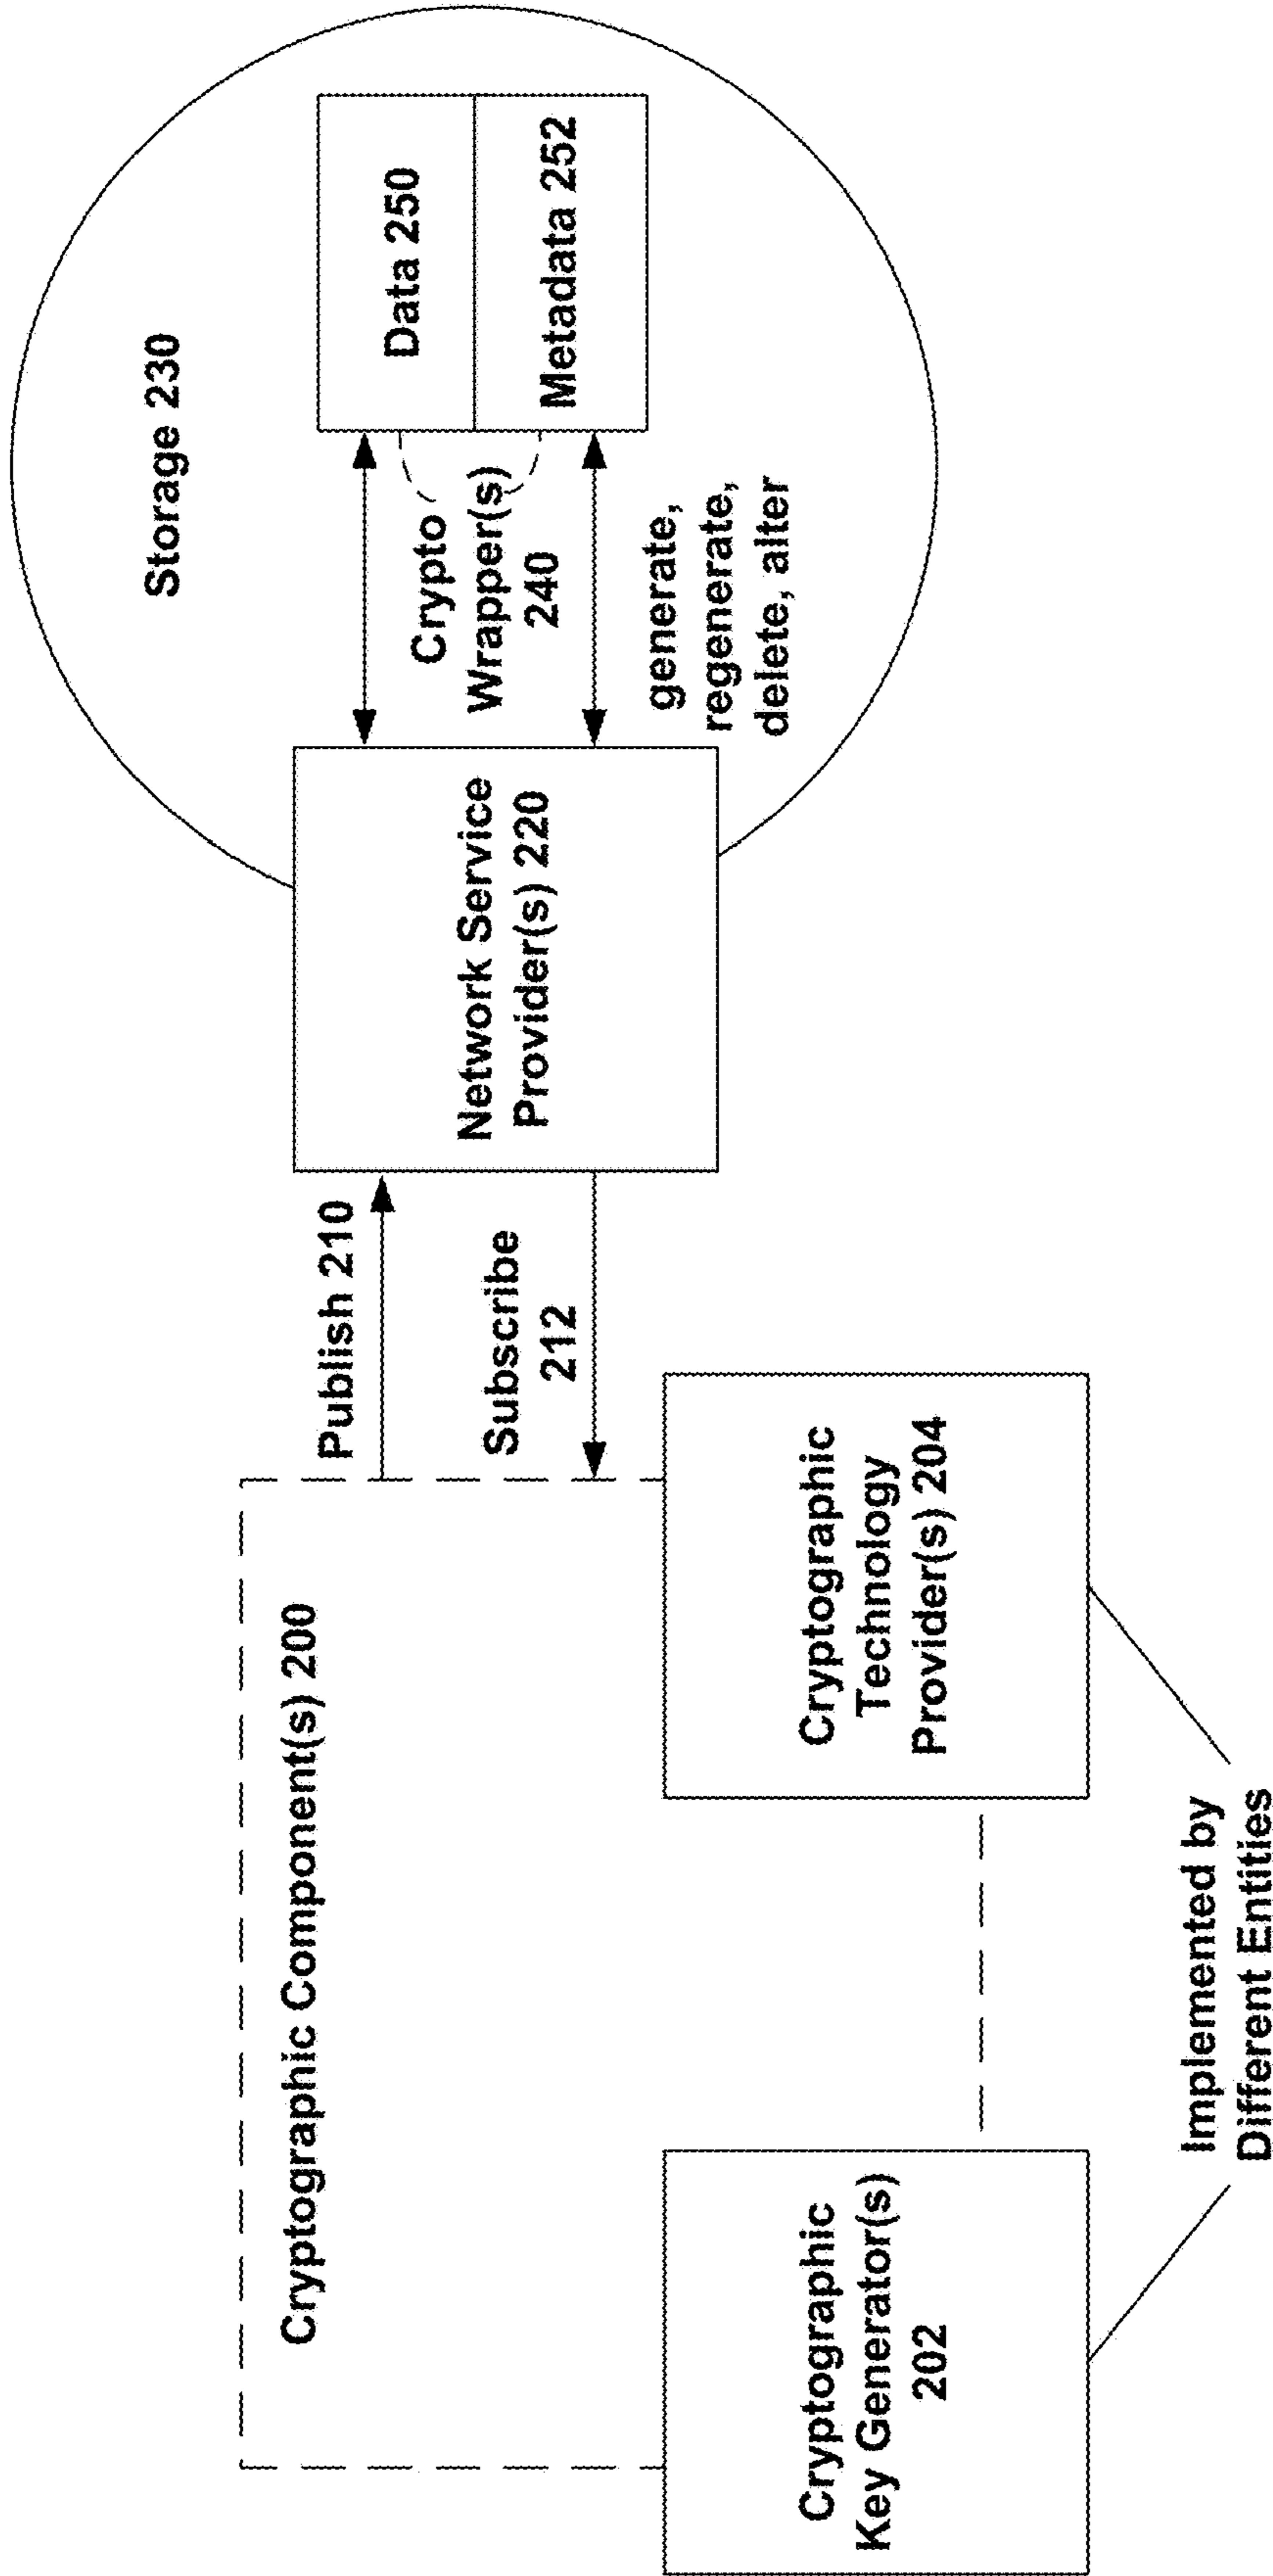 Cryptographic Component(s) 200
Cryptographic
Key Generator(s)
202
Cryptographic
Technology
Provider(s) 204
Implemented by
Different Entities
Publish 210
Subscribe
212
Network Service
Provider(s) 220
Storage 230
Crypto
Wrapper(s)
240
generate,
regenerate,
delete, alter
Data 250
Metadata 252